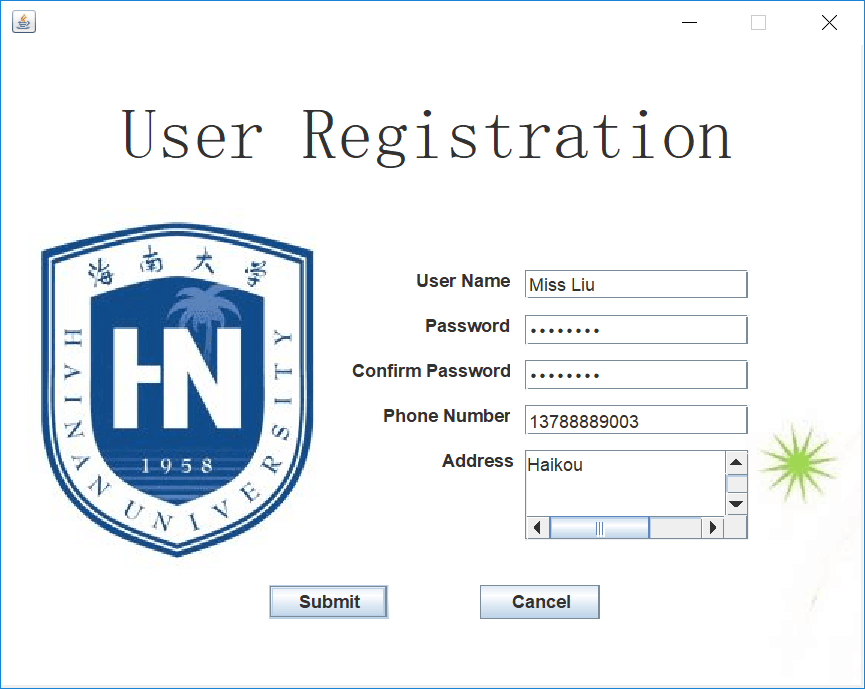 User Registration
海南大学
HN
1958
HAINAN UNIVERSITY
User Name Miss Liu
Password ••••••••
Confirm Password ••••••••
Phone Number 13788889003
Address Haikou
Submit Cancel